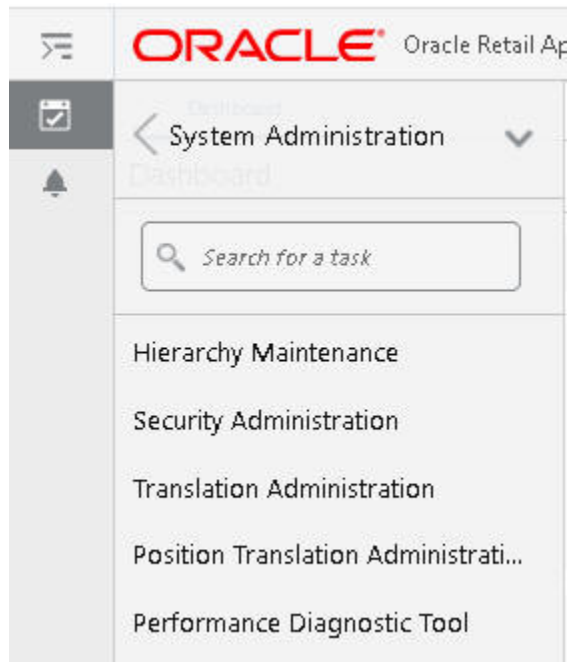 ORACLE® Oracle Retail Ap
Dashboard
System Administration
Dashboard
Search for a task
Hierarchy Maintenance
Security Administration
Translation Administration
Position Translation Administrati...
Performance Diagnostic Tool